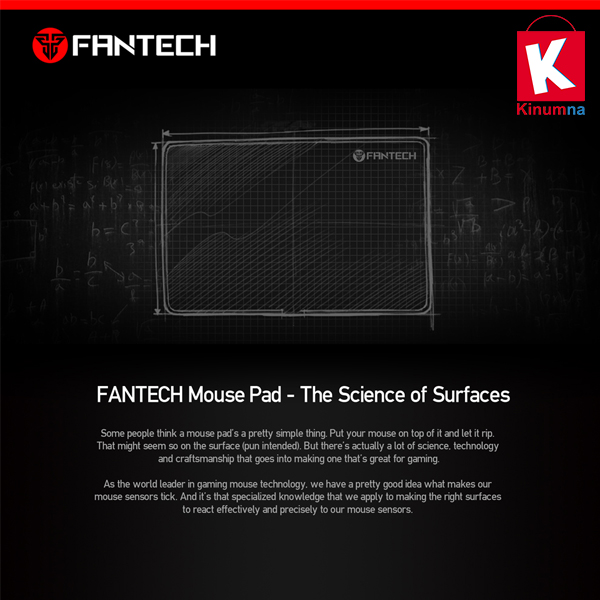 FANTECH
K
Kinumna
FANTECH
FANTECH Mouse Pad - The Science of Surfaces
Some people think a mouse pad's a pretty simple thing. Put your mouse on top of it and let it rip.
That might seem so on the surface (pun intended). But there's actually a lot of science, technology
and craftsmanship that goes into making one that's great for gaming.
As the world leader in gaming mouse technology, we have a pretty good idea what makes our
mouse sensors tick. And it's that specialized knowledge that we apply to making the right surfaces
to react effectively and precisely to our mouse sensors.